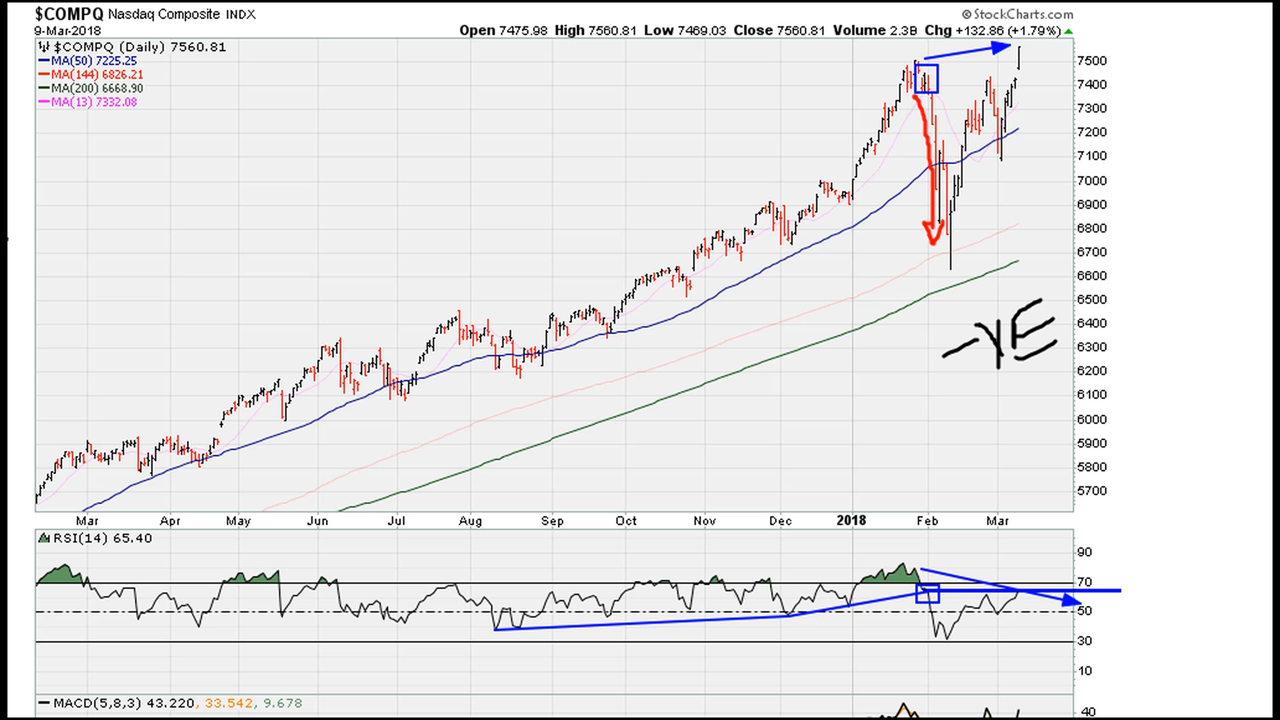 $COMPQ Nasdaq Composite INDX
© StockCharts.com
9-Mar-2018
Open 7475.98 High 7560.81 Low 7469.03 Close 7560.81 Volume 2.3B Chg +132.86 (+1.79%)
$COMPQ (Daily) 7560.81
MA(50) 7225.25
MA(144) 6826.21
MA(200) 6668.90
MA(13) 7332.08
7500
7400
7300
7200
7100
7000
6900
6800
6700
6600
6500
6400
6300
6200
6100
6000
5900
5800
5700
-YE
Mar Apr May Jun Jul Aug Sep Oct Nov Dec 2018 Feb Mar
RSI(14) 65.40
90
70
50
30
10
MACD(5,8,3) 43.220, 33.542, 9.678
40